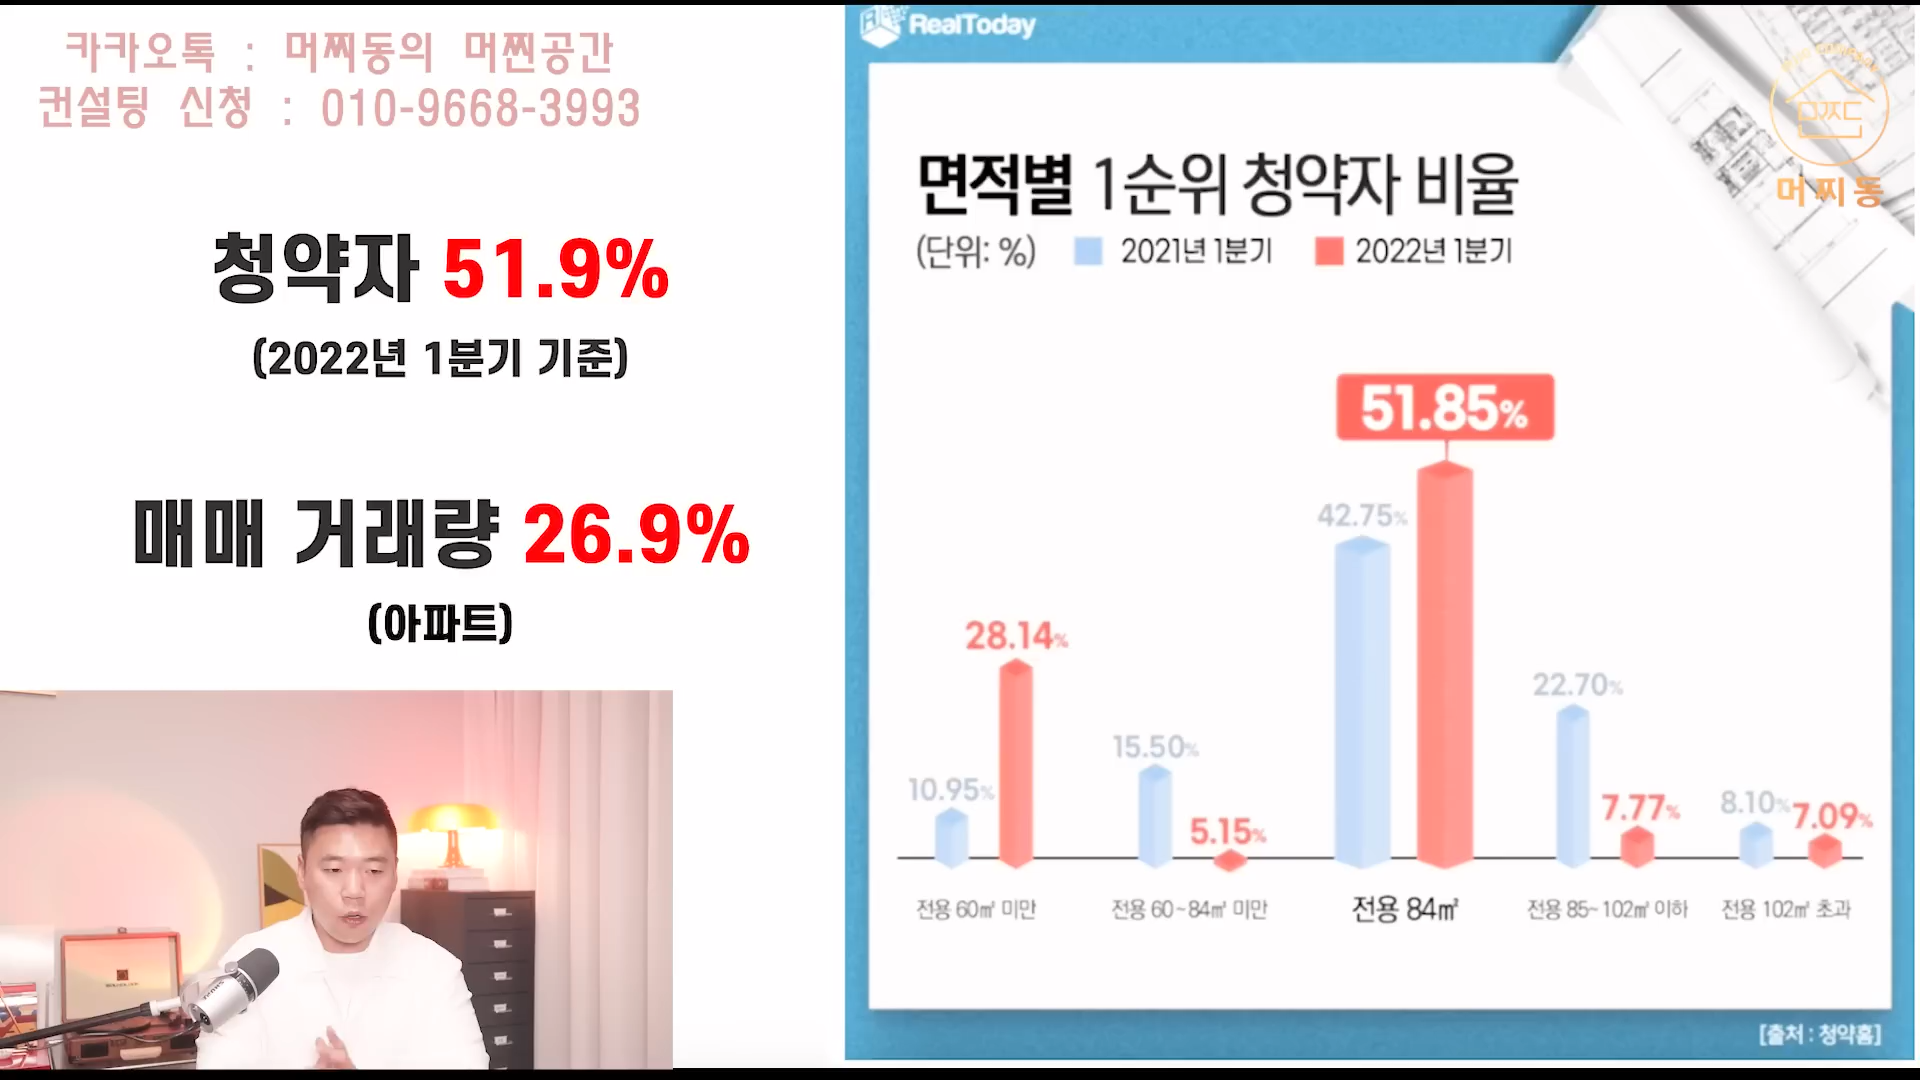 카카오톡 : 머찌동의 머찐공간
컨설팅 신청 : 010-9668-3993
청약자 51.9%
(2022년 1분기 기준)
매매 거래량 26.9%
(아파트)
RealToday
머찌동
면적별 1순위 청약자 비율
(단위: %) 2021년 1분기 2022년 1분기
51.85%
42.75%
28.14%
22.70%
15.50%
10.95%
5.15%
7.77%
8.10%
7.09%
전용 60㎡ 미만
전용 60~84㎡ 미만
전용 84㎡
전용 85~102㎡ 이하
전용 102㎡ 초과
[출처 : 청약홈]